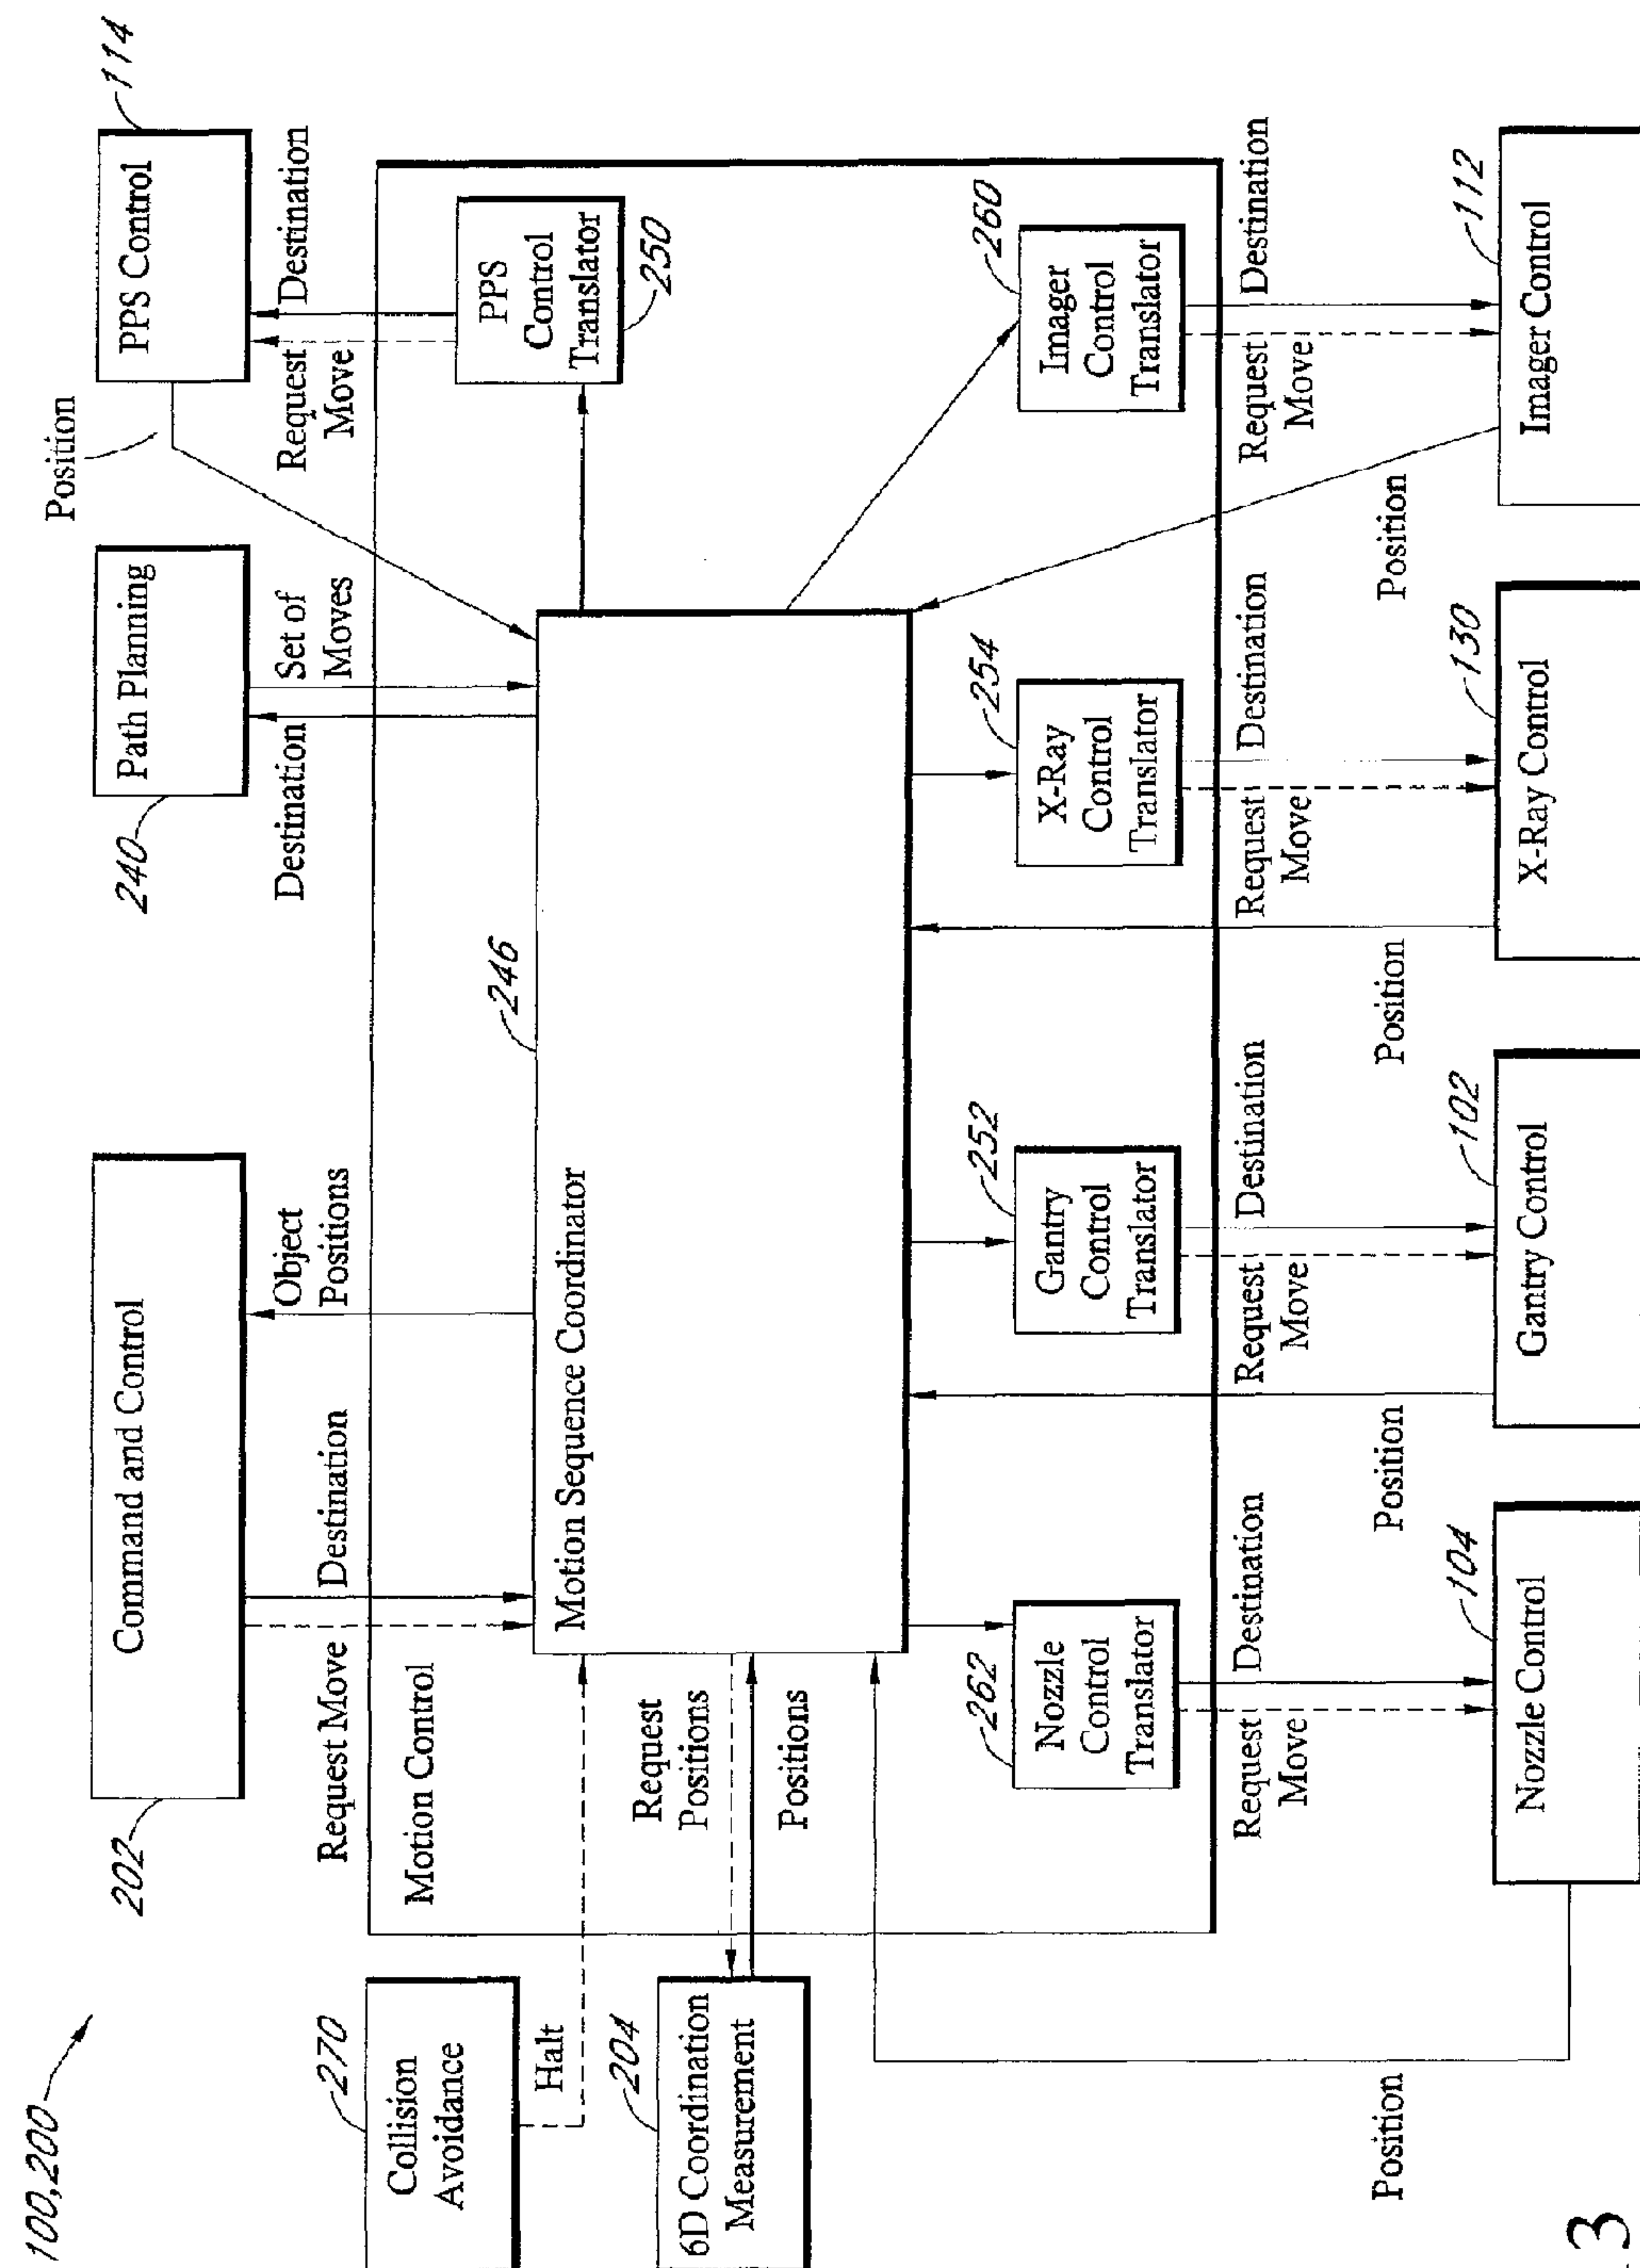 100,200
202
Command and Control
240
Path Planning
Position
PPS Control
114
Request Move
Destination
Object
Positions
Destination
Set of
Moves
Request
Move
Destination
270
Collision
Avoidance
Halt
Motion Control
246
Motion Sequence Coordinator
PPS
Control
Translator
250
204
6D Coordination
Measurement
Request
Positions
Positions
262
Nozzle
Control
Translator
252
Gantry
Control
Translator
254
X-Ray
Control
Translator
260
Imager
Control
Translator
Request
Move
Destination
Request
Move
Destination
Request
Move
Destination
Request
Move
Destination
Position
Position
Position
Position
104
Nozzle Control
102
Gantry Control
130
X-Ray Control
112
Imager Control
3